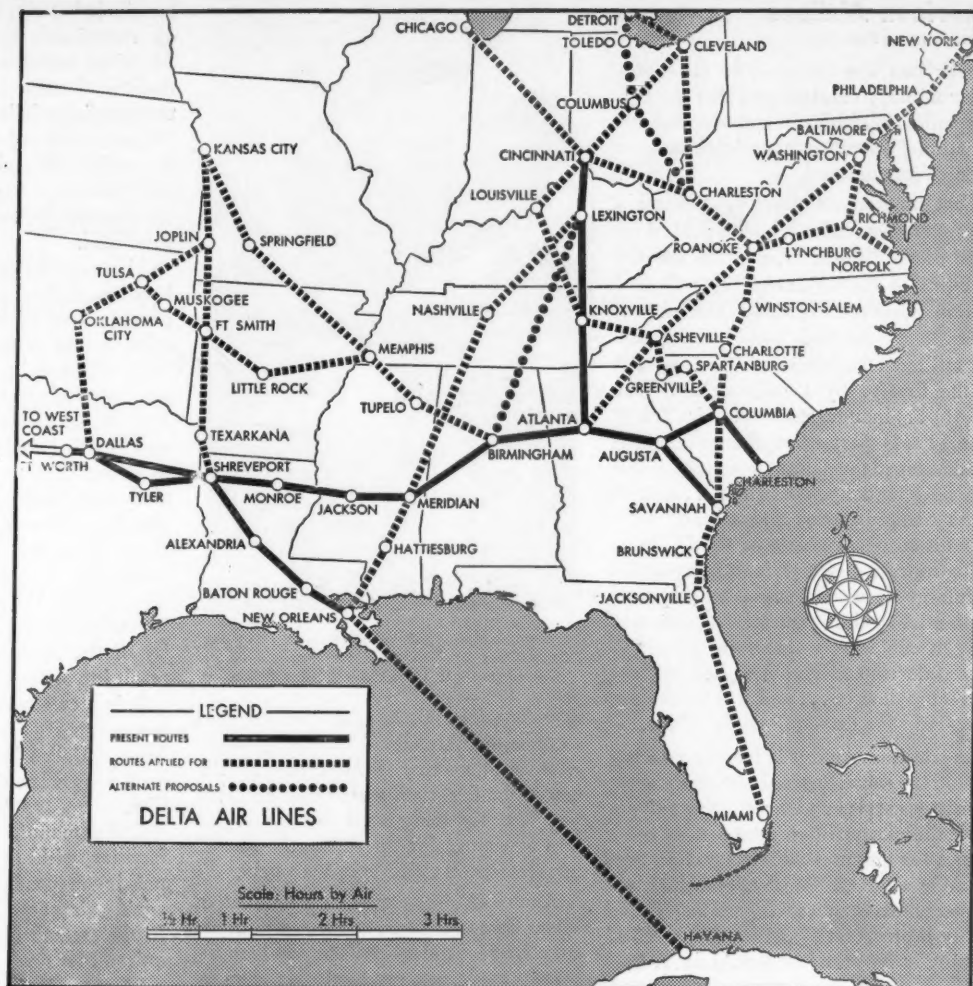 CHICAGO
DETROIT
TOLEDO
CLEVELAND
NEW YORK
PHILADELPHIA
COLUMBUS
BALTIMORE
KANSAS CITY
CINCINNATI
WASHINGTON
LOUISVILLE
CHARLESTON
LEXINGTON
RICHMOND
JOPLIN
SPRINGFIELD
ROANOKE
LYNCHBURG
NORFOLK
TULSA
MUSKOGEE
NASHVILLE
KNOXVILLE
WINSTON-SALEM
OKLAHOMA
CITY
FT SMITH
ASHEVILLE
MEMPHIS
CHARLOTTE
SPARTANBURG
LITTLE ROCK
GREENVILLE
TUPELO
ATLANTA
COLUMBIA
TO WEST
COAST
DALLAS
TEXARKANA
BIRMINGHAM
AUGUSTA
FT WORTH
SHREVEPORT
CHARLESTON
TYLER
MONROE
JACKSON
MERIDIAN
SAVANNAH
N
ALEXANDRIA
HATTIESBURG
BRUNSWICK
BATON ROUGE
JACKSONVILLE
NEW ORLEANS
LEGEND
PRESENT ROUTES
ROUTES APPLIED FOR
ALTERNATE PROPOSALS
DELTA AIR LINES
MIAMI
Scale: Hours by Air
½ Hr 1 Hr 2 Hrs 3 Hrs
HAVANA